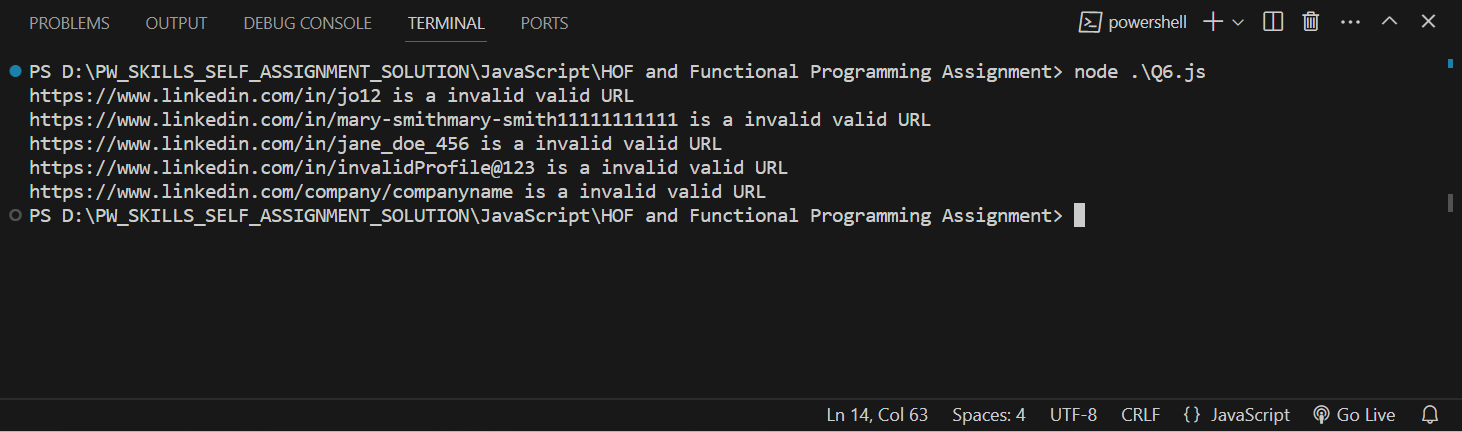 PROBLEMS OUTPUT DEBUG CONSOLE TERMINAL PORTS powershell
PS D:\PW_SKILLS_SELF_ASSIGNMENT_SOLUTION\JavaScript\HOF and Functional Programming Assignment> node .\Q6.js
https://www.linkedin.com/in/jo12 is a invalid valid URL
https://www.linkedin.com/in/mary-smithmary-smith11111111111 is a invalid valid URL
https://www.linkedin.com/in/jane_doe_456 is a invalid valid URL
https://www.linkedin.com/in/invalidProfile@123 is a invalid valid URL
https://www.linkedin.com/company/companyname is a invalid valid URL
PS D:\PW_SKILLS_SELF_ASSIGNMENT_SOLUTION\JavaScript\HOF and Functional Programming Assignment>
Ln 14, Col 63 Spaces: 4 UTF-8 CRLF {} JavaScript Go Live